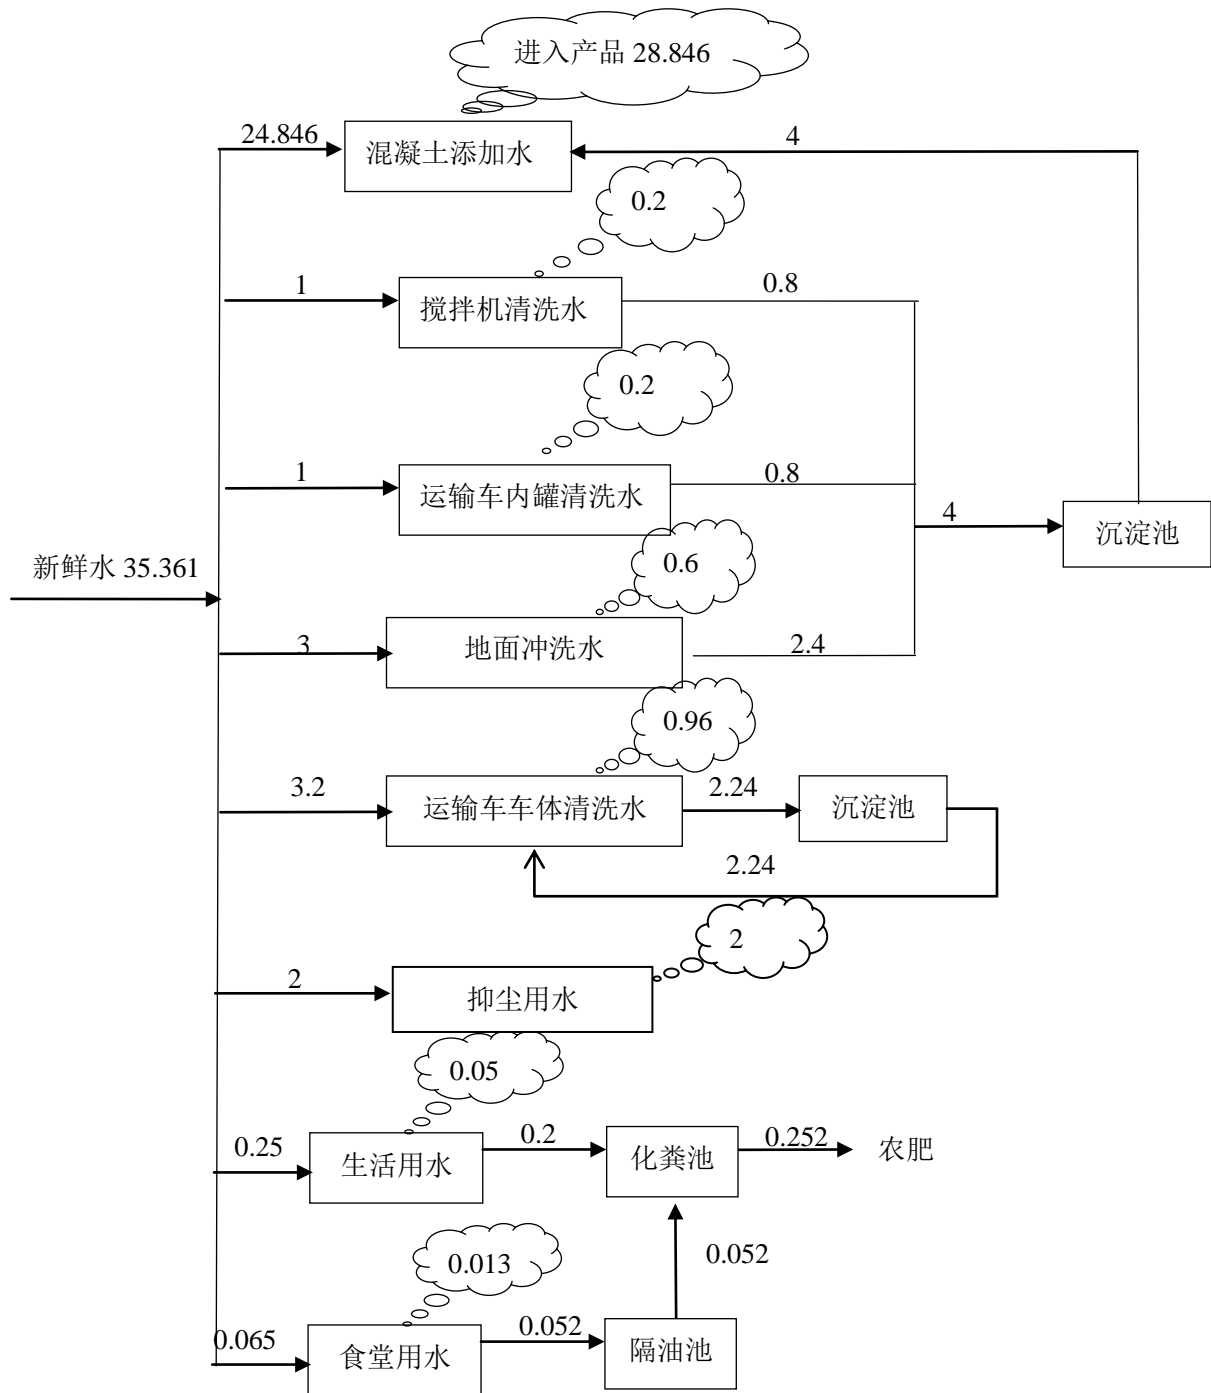 进入产品 28.846
24.846
混凝土添加水
4
0.2
1
搅拌机清洗水
0.8
0.2
1
运输车内罐清洗水
0.8
4
沉淀池
新鲜水 35.361
0.6
3
地面冲洗水
2.4
0.96
3.2
运输车车体清洗水
2.24
沉淀池
2.24
2
2
抑尘用水
0.05
0.25
生活用水
0.2
化粪池
0.252
农肥
0.013
0.052
0.065
食堂用水
0.052
隔油池